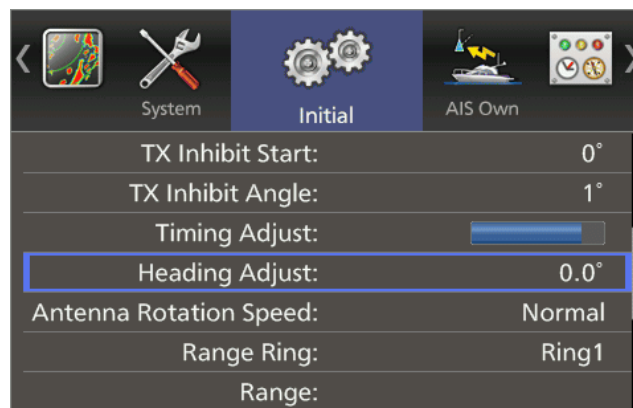 System
Initial
AIS Own
TX Inhibit Start: 0°
TX Inhibit Angle: 1°
Timing Adjust:
Heading Adjust: 0.0°
Antenna Rotation Speed: Normal
Range Ring: Ring1
Range: